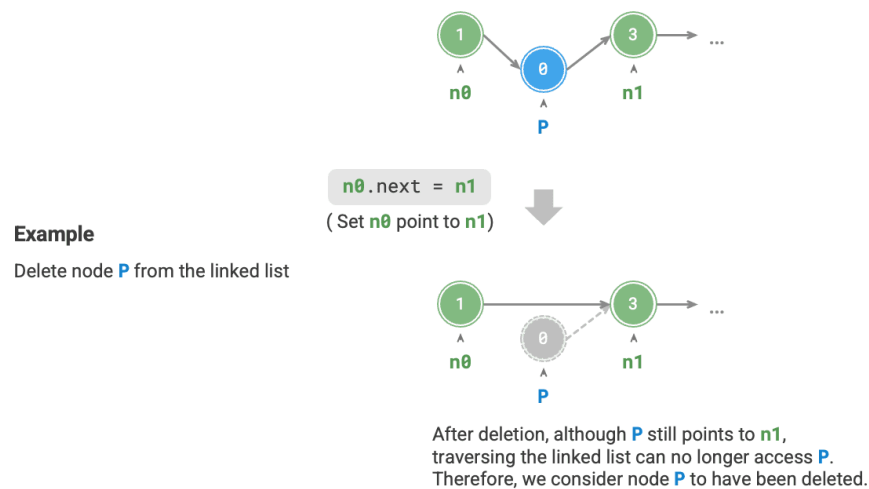 1
3
...
0
n0
n1
P
n0.next = n1
( Set n0 point to n1)
Example
Delete node P from the linked list
1
3
...
0
n0
n1
P
After deletion, although P still points to n1,
traversing the linked list can no longer access P.
Therefore, we consider node P to have been deleted.